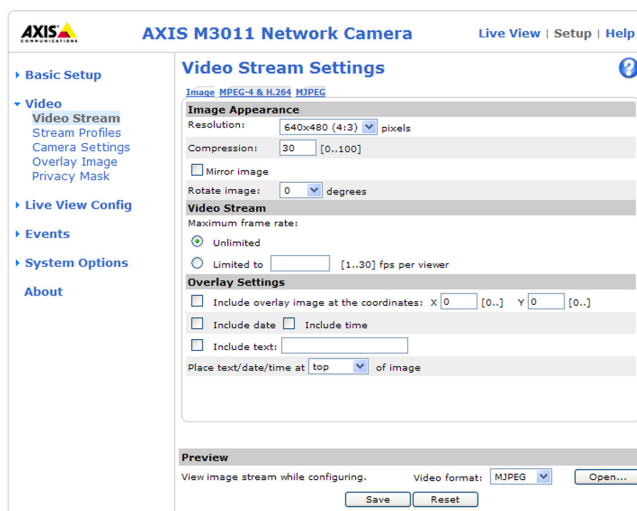 AXIS
COMMUNICATIONS
AXIS M3011 Network Camera
Live View | Setup | Help
Basic Setup
Video
Video Stream
Stream Profiles
Camera Settings
Overlay Image
Privacy Mask
Live View Config
Events
System Options
About
Video Stream Settings
?
Image MPEG-4 & H.264 MJPEG
Image Appearance
Resolution: 640x480 (4:3) pixels
Compression: 30 [0..100]
Mirror image
Rotate image: 0 degrees
Video Stream
Maximum frame rate:
Unlimited
Limited to [1..30] fps per viewer
Overlay Settings
Include overlay image at the coordinates: X 0 [0..] Y 0 [0..]
Include date Include time
Include text:
Place text/date/time at top of image
Preview
View image stream while configuring. Video format: MJPEG Open...
Save Reset